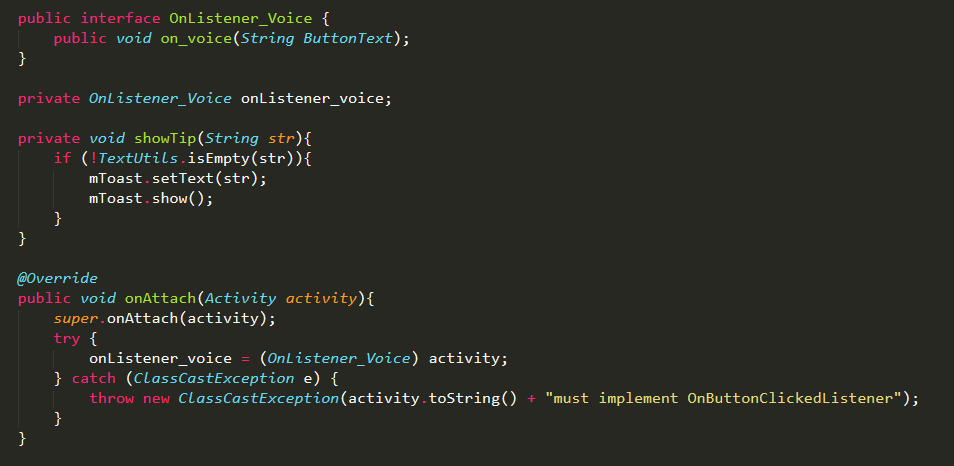 public interface OnListener_Voice {
    public void on_voice(String ButtonText);
}

private OnListener_Voice onListener_voice;

private void showTip(String str){
    if (!TextUtils.isEmpty(str)){
        mToast.setText(str);
        mToast.show();
    }
}

@Override
public void onAttach(Activity activity){
    super.onAttach(activity);
    try {
        onListener_voice = (OnListener_Voice) activity;
    } catch (ClassCastException e) {
        throw new ClassCastException(activity.toString() + "must implement OnButtonClickedListener");
    }
}